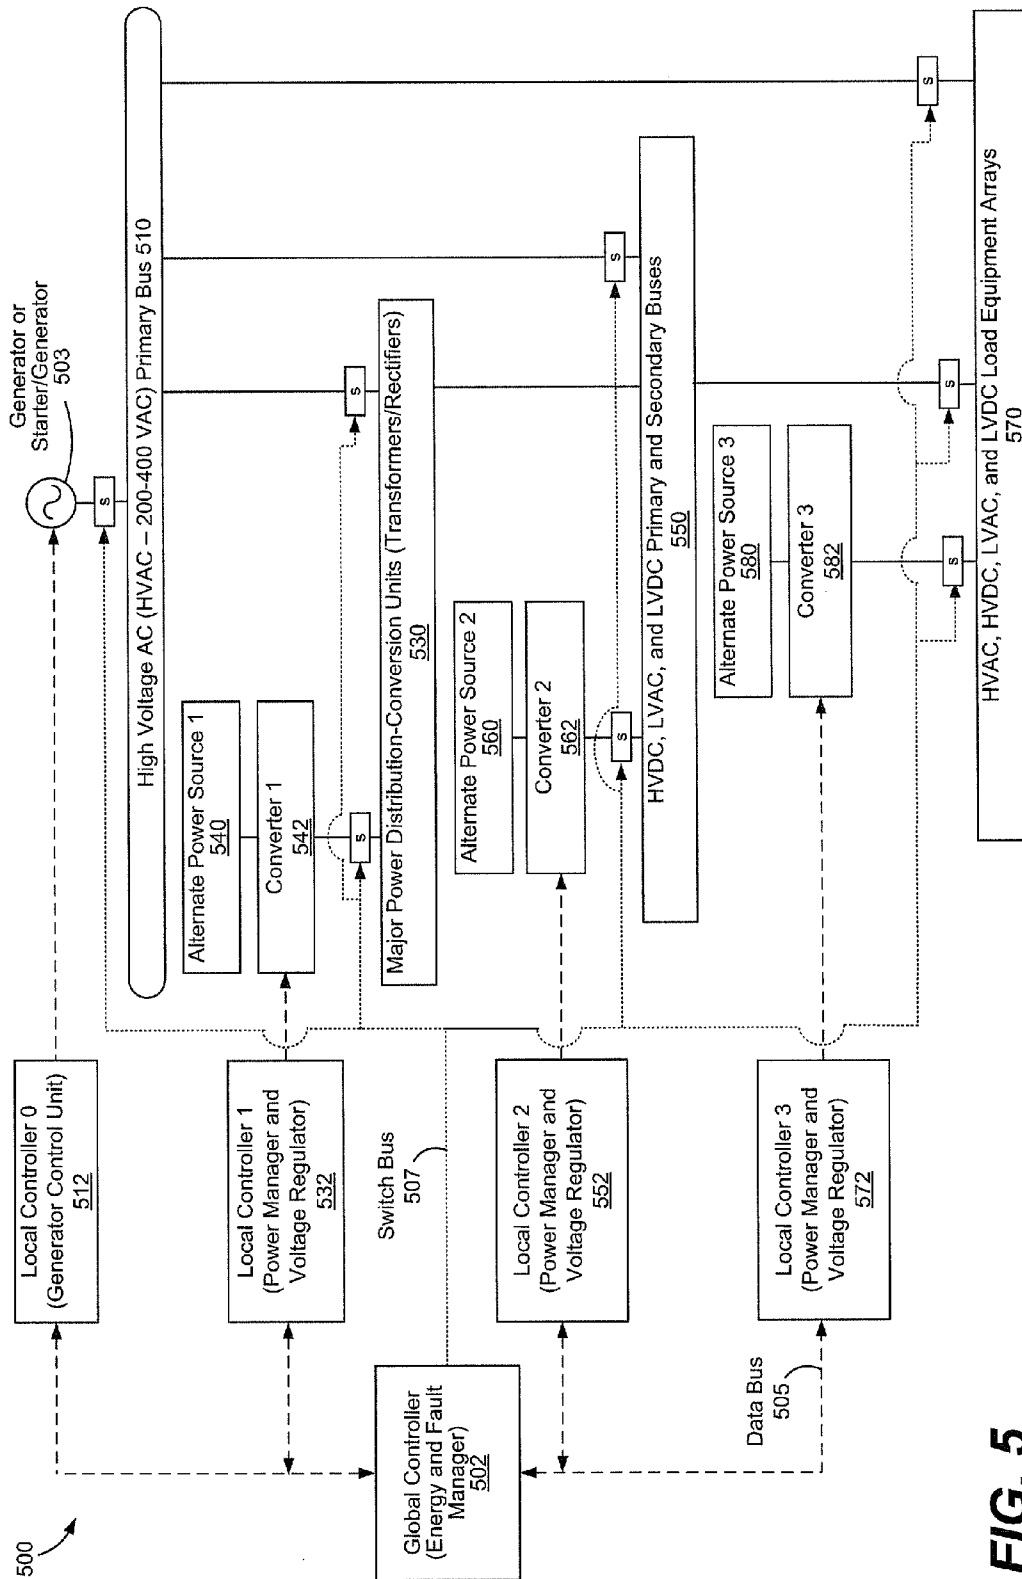 500
Generator or
Starter/Generator
503
Local Controller 0
(Generator Control Unit)
512
s
High Voltage AC (HVAC – 200-400 VAC) Primary Bus 510
Local Controller 1
(Power Manager and
Voltage Regulator)
532
Alternate Power Source 1
540
Converter 1
542
s
s
Major Power Distribution-Conversion Units (Transformers/Rectifiers)
530
Global Controller
(Energy and Fault
Manager)
502
Switch Bus
507
Local Controller 2
(Power Manager and
Voltage Regulator)
552
Alternate Power Source 2
560
Converter 2
562
s
s
HVDC, LVAC, and LVDC Primary and Secondary Buses
550
Data Bus
505
Local Controller 3
(Power Manager and
Voltage Regulator)
572
Alternate Power Source 3
580
Converter 3
582
s
s
s
HVAC, HVDC, LVAC, and LVDC Load Equipment Arrays
570
FIG. 5